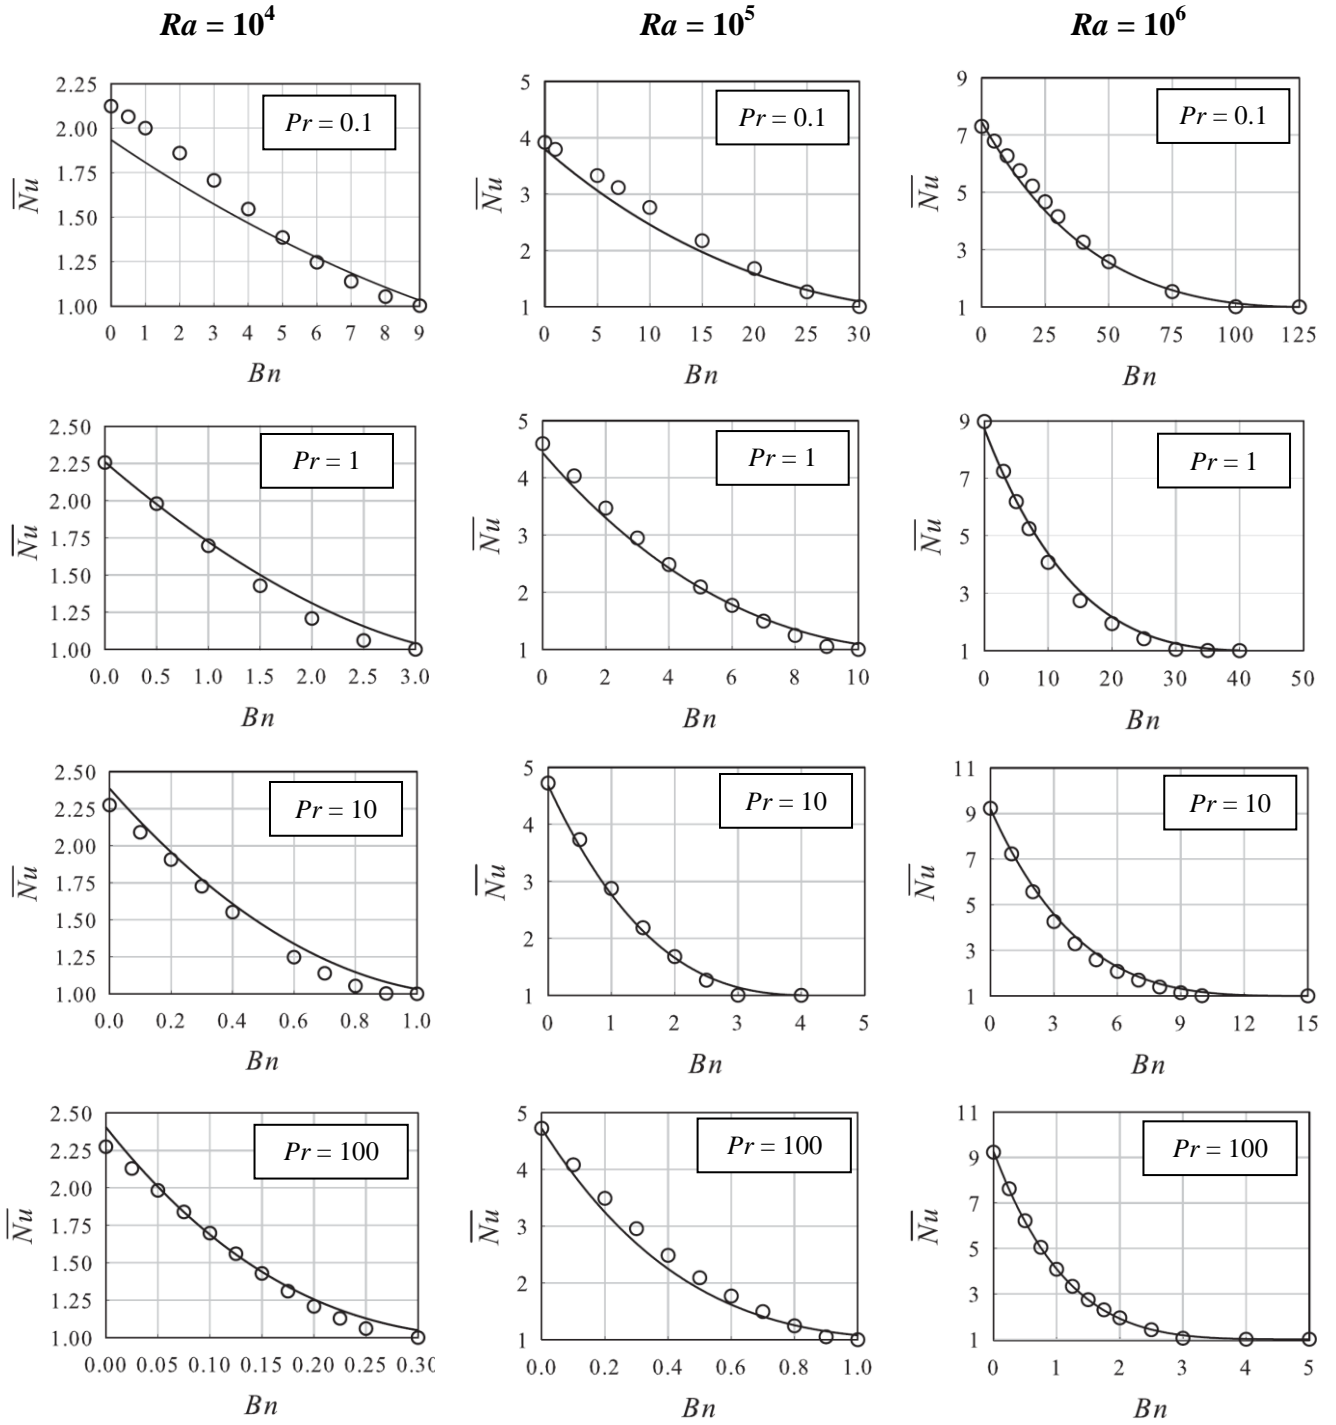 Ra = 10⁴ Ra = 10⁵ Ra = 10⁶
2.25
2.00
1.75
1.50
1.25
1.00
Nu
Pr = 0.1
0 1 2 3 4 5 6 7 8 9
Bn
5
4
3
2
1
Nu
Pr = 0.1
0 5 10 15 20 25 30
Bn
9
7
5
3
1
Nu
Pr = 0.1
0 25 50 75 100 125
Bn
2.50
2.25
2.00
1.75
1.50
1.25
1.00
Nu
Pr = 1
0.0 0.5 1.0 1.5 2.0 2.5 3.0
Bn
5
4
3
2
1
Nu
Pr = 1
0 2 4 6 8 10
Bn
9
7
5
3
1
Nu
Pr = 1
0 10 20 30 40 50
Bn
2.50
2.25
2.00
1.75
1.50
1.25
1.00
Nu
Pr = 10
0.0 0.2 0.4 0.6 0.8 1.0
Bn
5
4
3
2
1
Nu
Pr = 10
0 1 2 3 4 5
Bn
11
9
7
5
3
1
Nu
Pr = 10
0 3 6 9 12 15
Bn
2.50
2.25
2.00
1.75
1.50
1.25
1.00
Nu
Pr = 100
0.00 0.05 0.10 0.15 0.20 0.25 0.30
Bn
5
4
3
2
1
Nu
Pr = 100
0.0 0.2 0.4 0.6 0.8 1.0
Bn
11
9
7
5
3
1
Nu
Pr = 100
0 1 2 3 4 5
Bn